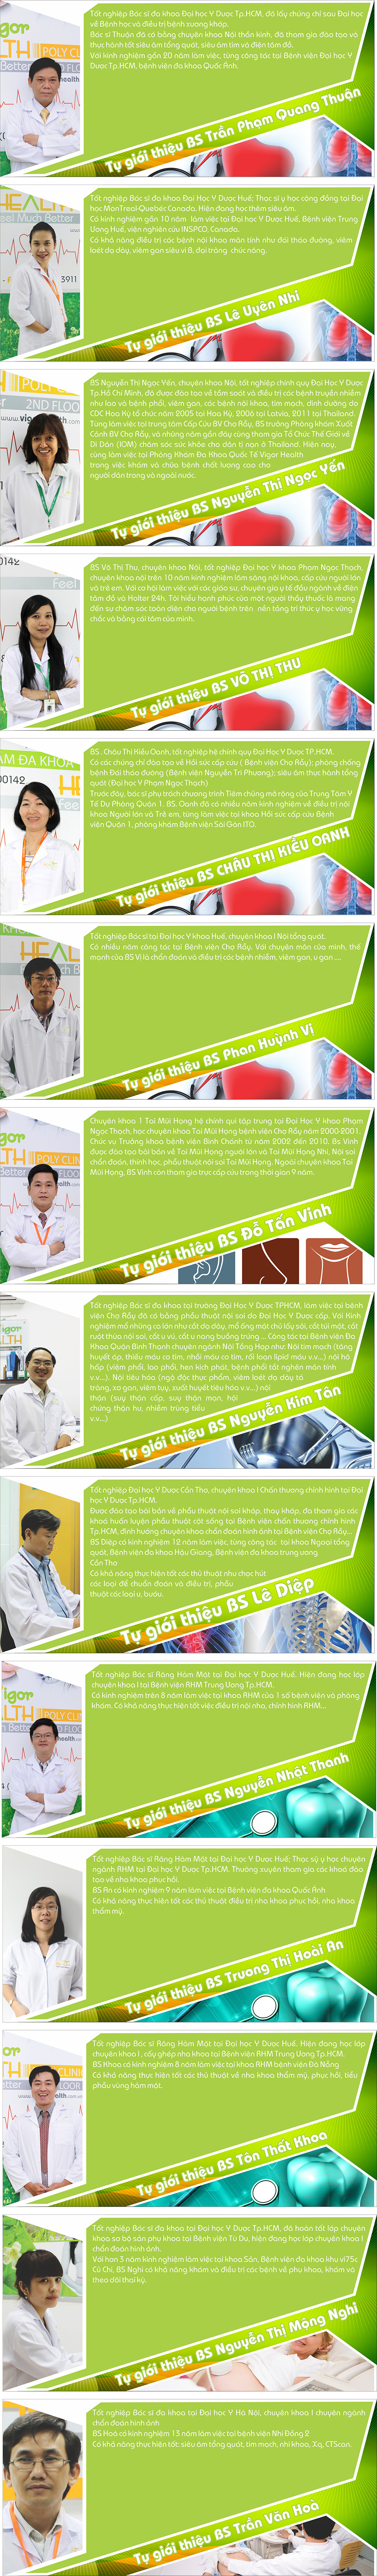 Tốt nghiệp Bác sĩ đa khoa Đại học Y Dược Tp.HCM, đã lấy chứng chỉ sau Đại học
về Bệnh học và điều trị bệnh xương khớp.
Bác sĩ Thuận đã có bằng chuyên khoa Nội thần kinh, đã tham gia đào tạo và
thực hành tốt siêu âm tổng quát, siêu âm tim và điện tâm đồ.
Với kinh nghiệm gần 20 năm làm việc, từng công tác tại Bệnh viện Đại học Y
Dược Tp.HCM, bệnh viện đa khoa Quốc Ánh.
Tự giới thiệu BS Trần Phạm Quang Thuận
Tốt nghiệp Bác sĩ đa khoa Đại Học Y Dược Huế; Thạc sĩ y học cộng đồng tại Đại
học MonTreal-Quebéc Canada. Hiện đang học thêm siêu âm.
Có kinh nghiệm gần 10 năm làm việc tại Đại học Y Dược Huế, Bệnh viện Trung
Ương Huế, viện nghiên cứu INSPCO, Canada.
Có khả năng điều trị các bệnh nội khoa mãn tính như đái tháo đường, viêm
loét dạ dày, viêm gan siêu vi B, đại tràng chức năng.
3911
Tự giới thiệu BS Lê Uyên Nhi
BS Nguyễn Thị Ngọc Yến, chuyên khoa Nội, tốt nghiệp chính quy Đại Học Y Dược
Tp.Hồ Chí Minh, đã được đào tạo về tầm soát và điều trị các bệnh truyền nhiễm
như lao và bệnh phổi, viêm gan, các bệnh nội khoa, tim mạch, dinh dưỡng do
CDC Hoa Kỳ tổ chức năm 2005 tại Hoa Kỳ, 2006 tại Latvia, 2011 tại Thailand.
Từng làm việc tại trung tâm Cấp Cứu BV Chợ Rẫy, BS trưởng Phòng khám Xuất
Cảnh BV Chợ Rẫy, và những năm gần đây cùng tham gia Tổ Chức Thế Giới về
Di Dân (IOM) chăm sóc sức khỏe cho dân tị nạn ở Thailand. Hiện nay,
cùng làm việc tại Phòng Khám Đa Khoa Quốc Tế Vigor Health
trong việc khám và chữa bệnh chất lượng cao cho
người dân trong và ngoài nước.
Tự giới thiệu BS Nguyễn Thị Ngọc Yến
BS Võ Thị Thu, chuyên khoa Nội, tốt nghiệp Đại học Y khoa Phạm Ngọc Thạch,
chuyên khoa nội trên 10 năm kinh nghiệm lâm sàng nội khoa, cấp cứu người lớn
và trẻ em. Với cơ hội làm việc với các giáo sư, chuyên gia y tế đầu ngành về điện
tâm đồ và Holter 24h. Tôi hiểu hạnh phúc của một người thầy thuốc là mang
đến sự chăm sóc toàn diện cho người bệnh trên nền tảng tri thức y học vững
chắc và bằng cái tâm của mình.
Tự giới thiệu BS VÕ THỊ THU
BS . Châu Thị Kiều Oanh, tốt nghiệp hệ chính quy Đại Học Y Dược TP.HCM.
Có các chứng chỉ đào tạo về Hồi sức cấp cứu ( Bệnh viện Chợ Rẫy); phòng chống
bệnh Đái tháo đường (Bệnh viện Nguyễn Tri Phương); siêu âm thực hành tổng
quát (Đại học Y Phạm Ngọc Thạch)
Trước đây, bác sĩ phụ trách chương trình Tiêm chủng mở rộng của Trung Tâm Y
Tế Dự Phòng Quận 1. BS. Oanh đã có nhiều năm kinh nghiệm về điều trị nội
khoa Người lớn và Trẻ em, từng làm việc tại khoa Hồi sức cấp cứu Bệnh
viện Quận 1, phòng khám Bệnh viện Sài Gòn ITO.
Tự giới thiệu BS CHÂU THỊ KIỀU OANH
Tốt nghiệp Bác sĩ tại Đại học Y khoa Huế, chuyên khoa I Nội tổng quát.
Có nhiều năm công tác tại Bệnh viện Chợ Rẫy. Với chuyên môn của mình, thế
mạnh của BS Vị là chẩn đoán và điều trị các bệnh nhiễm, viêm gan, u gan ....
Tự giới thiệu BS Phan Huỳnh Vị
Chuyên khoa 1 Tai Mũi Họng hệ chính qui tập trung tại Đại Học Y khoa Phạm
Ngọc Thạch, học chuyên khoa Tai Mũi Họng bệnh viện Chợ Rẫy năm 2000-2001.
Chức vụ Trưởng khoa bệnh viện Bình Chánh từ năm 2002 đến 2010. Bs Vinh
được đào tạo bài bản về Tai Mũi Họng người lớn và Tai Mũi Họng Nhi, Nội soi
chẩn đoán, thính học, phẫu thuật nội soi Tai Mũi Họng. Ngoài chuyên khoa Tai
Mũi Họng, BS Vinh còn tham gia trực cấp cứu trong thời gian 9 năm.
Tự giới thiệu BS Đỗ Tấn Vinh
Tốt nghiệp Bác sĩ đa khoa tại trường Đại Học Y Dược TPHCM, làm việc tại bệnh
viện Chợ Rẫy đã có bằng phẫu thuật nội soi do Đại học Y Dược cấp. Với Kinh
nghiệm mổ những ca lớn như cắt dạ dày, mổ ống mật chủ lấy sỏi, cắt túi mật, cắt
ruột thừa nội soi, cắt u vú, cắt u nang buồng trứng ... Công tác tại Bệnh viện Đa
Khoa Quận Bình Thạnh chuyên ngành Nội Tổng Hợp như: Nội tim mạch (tăng
huyết áp, thiếu máu cơ tim, nhồi máu cơ tim, rối loạn lipid máu v.v...) nội hô
hấp (viêm phổi, lao phổi, hen kịch phát, bệnh phổi tắt nghẽn mãn tính
v.v...). Nội tiêu hóa (ngộ độc thực phẩm, viêm loét dạ dày tá
tràng, xơ gan, viêm tụy, xuất huyết tiêu hóa v.v...) nội
thận (suy thận cấp, suy thận mạn, hội
chứng thận hư, nhiễm trùng tiểu
v.v...)
Tự giới thiệu BS Nguyễn Kim Tân
Tốt nghiệp Đại học Y Dược Cần Thơ, chuyên khoa I Chấn thương chỉnh hình tại Đại
học Y Dược Tp.HCM.
Được đào tạo bài bản về phẫu thuật nội soi khớp, thay khớp, đã tham gia các
khoá huấn luyện phẫu thuật cột sống tại Bệnh viện chấn thương chỉnh hình
Tp.HCM, định hướng chuyên khoa chẩn đoán hình ảnh tại Bệnh viện Chợ Rẫy...
BS Diệp có kinh nghiệm 12 năm làm việc, từng công tác tại khoa Ngoại tổng
quát, Bệnh viện đa khoa Hậu Giang, Bệnh viện đa khoa trung ương
Cần Thơ
Có khả năng thực hiện tốt các thủ thuật như chọc hút
các loại để chuẩn đoán và điều trị, phẫu
thuật các loại u, bướu.
Tự giới thiệu BS Lê Diệp
Tốt nghiệp Bác sĩ Răng Hàm Mặt tại Đại học Y Dược Huế. Hiện đang học lớp
chuyên khoa I tại Bệnh viện RHM Trung Ương Tp.HCM.
Có kinh nghiệm trên 8 năm làm việc tại khoa RHM của 1 số bệnh viện và phòng
khám. Có khả năng thực hiện tốt việc điều trị nội nha, chỉnh hình RHM...
Tự giới thiệu BS Nguyễn Nhật Thanh
Tốt nghiệp Bác sĩ Răng Hàm Mặt tại Đại học Y Dược Huế; Thạc sỹ y học chuyên
ngành RHM tại Đại học Y Dược Tp.HCM. Thường xuyên tham gia các khoá đào
tạo về nha khoa phục hồi.
BS An có kinh nghiệm 9 năm làm việc tại Bệnh viện đa khoa Quốc Ánh
Có khả năng thực hiện tốt các thủ thuật điều trị nha khoa phục hồi, nha khoa
thẩm mỹ.
Tự giới thiệu BS Trương Thị Hoài An
Tốt nghiệp Bác sĩ Răng Hàm Mặt tại Đại học Y Dược Huế. Hiện đang học lớp
chuyên khoa I , cấy ghép nha khoa tại Bệnh viện RHM Trung Ương Tp.HCM.
BS Khoa có kinh nghiệm 8 năm làm việc tại khoa RHM bệnh viện Đà Nẵng
Có khả năng thực hiện tốt các thủ thuật về nha khoa thẩm mỹ, phục hồi, tiểu
phẫu vùng hàm mặt.
Tự giới thiệu BS Tôn Thất Khoa
Tốt nghiệp Bác sĩ đa khoa tại Đại học Y Dược Tp.HCM, đã hoàn tất lớp chuyên
khoa sơ bộ sản phụ khoa tại Bệnh viện Từ Dũ, hiện đang học lớp chuyên khoa I
chẩn đoán hình ảnh.
Với hơn 3 năm kinh nghiệm làm việc tại khoa Sản, Bệnh viện đa khoa khu vực
Củ Chi, BS Nghi có khả năng khám và điều trị các bệnh về phụ khoa, khám và
theo dõi thai kỳ.
Tự giới thiệu BS Nguyễn Thị Mộng Nghi
Tốt nghiệp Bác sĩ đa khoa tại Đại học Y Hà Nội, chuyên khoa I chuyên ngành
chẩn đoán hình ảnh
BS Hoà có kinh nghiệm 13 năm làm việc tại bệnh viện Nhi Đồng 2
Có khả năng thực hiện tốt: siêu âm tổng quát, tim mạch, nhi khoa, Xq, CTScan.
Tự giới thiệu BS Trần Văn Hoà